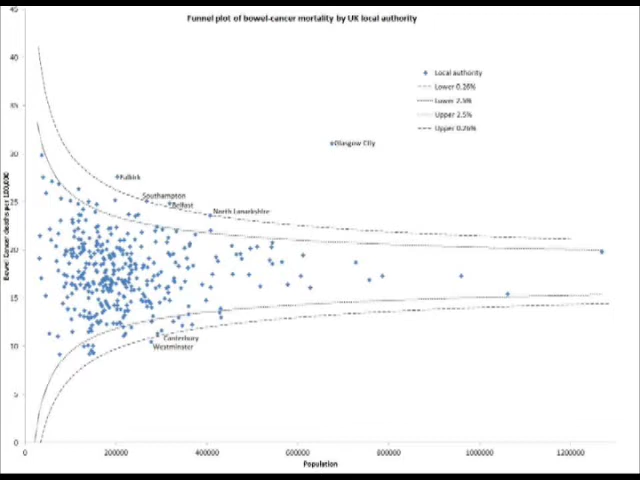 Funnel plot of bowel-cancer mortality by UK local authority
45
40
35
30
25
20
15
10
5
0
Bowel Cancer deaths per 100,000
Local authority
Lower 0.26%
Lower 2.5%
Upper 2.5%
Upper 0.26%
Glasgow City
Falkirk
Southampton
Belfast
North Lanarkshire
Canterbury
Westminster
0
200000
400000
600000
800000
1000000
1200000
Population